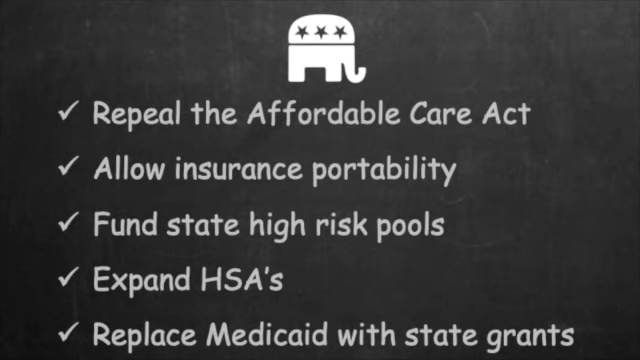 ✓ Repeal the Affordable Care Act
✓ Allow insurance portability
✓ Fund state high risk pools
✓ Expand HSA's
✓ Replace Medicaid with state grants